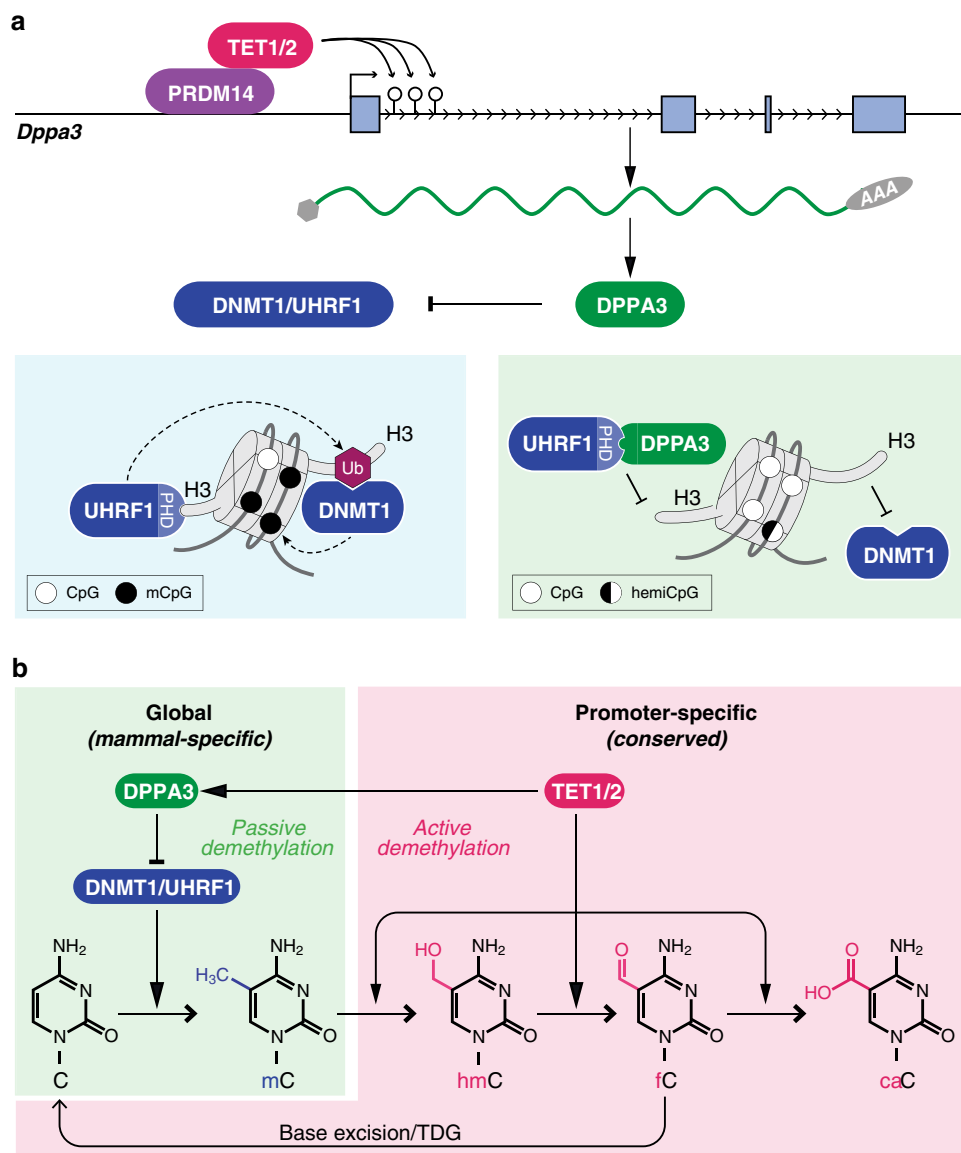 a
TET1/2
PRDM14
Dppa3
AAA
DNMT1/UHRF1
DPPA3
H3
Ub
H3
UHRF1
PHD
DNMT1
CpG
mCpG
UHRF1
PHD
DPPA3
H3
H3
DNMT1
CpG
hemiCpG
b
Global
(mammal-specific)
Promoter-specific
(conserved)
DPPA3
TET1/2
Passive
demethylation
Active
demethylation
DNMT1/UHRF1
NH₂
N
N
O
C
H₃C
NH₂
N
N
O
mC
HO
NH₂
N
N
O
hmC
O
NH₂
N
N
O
fC
O
HO
NH₂
N
N
O
caC
Base excision/TDG